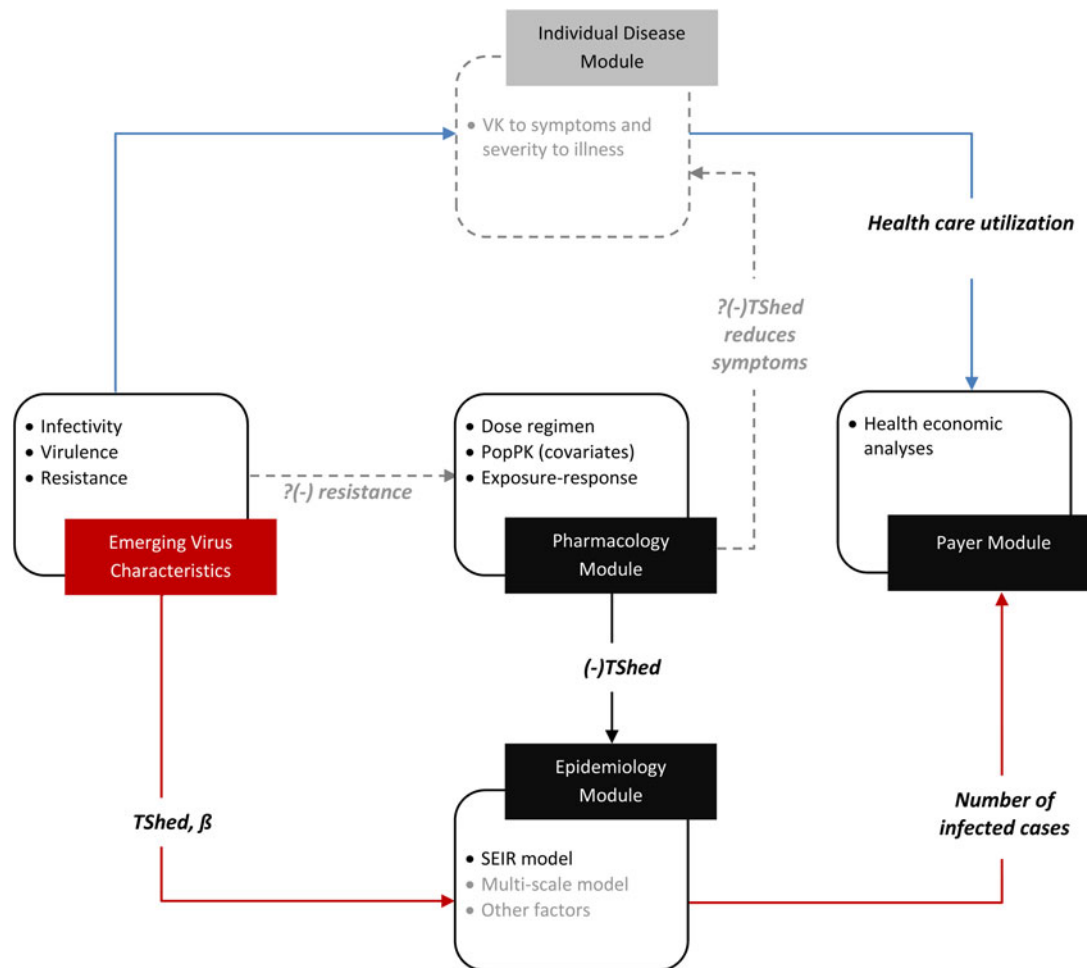 Individual Disease
Module
● VK to symptoms and
severity to illness
Health care utilization
?(-)TShed
reduces
symptoms
● Infectivity
● Virulence
● Resistance
?(-) resistance
Emerging Virus
Characteristics
● Dose regimen
● PopPK (covariates)
● Exposure-response
Pharmacology
Module
● Health economic
analyses
Payer Module
(-)TShed
Epidemiology
Module
TShed, ß
● SEIR model
● Multi-scale model
● Other factors
Number of
infected cases